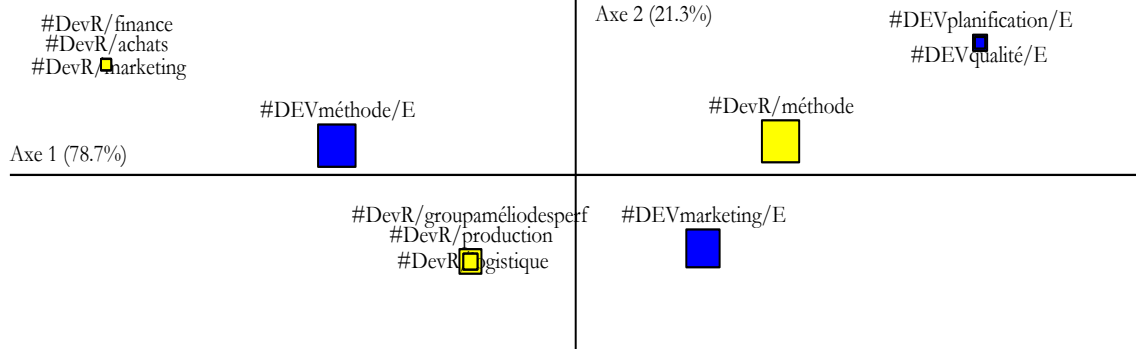 #DevR/finance
#DevR/achats
#DevR/marketing
Axe 2 (21.3%)
#DEVplanification/E
#DEVqualité/E
#DEVméthode/E
#DevR/méthode
Axe 1 (78.7%)
#DevR/groupaméliodesperf
#DevR/production
#DevR/logistique
#DEVmarketing/E